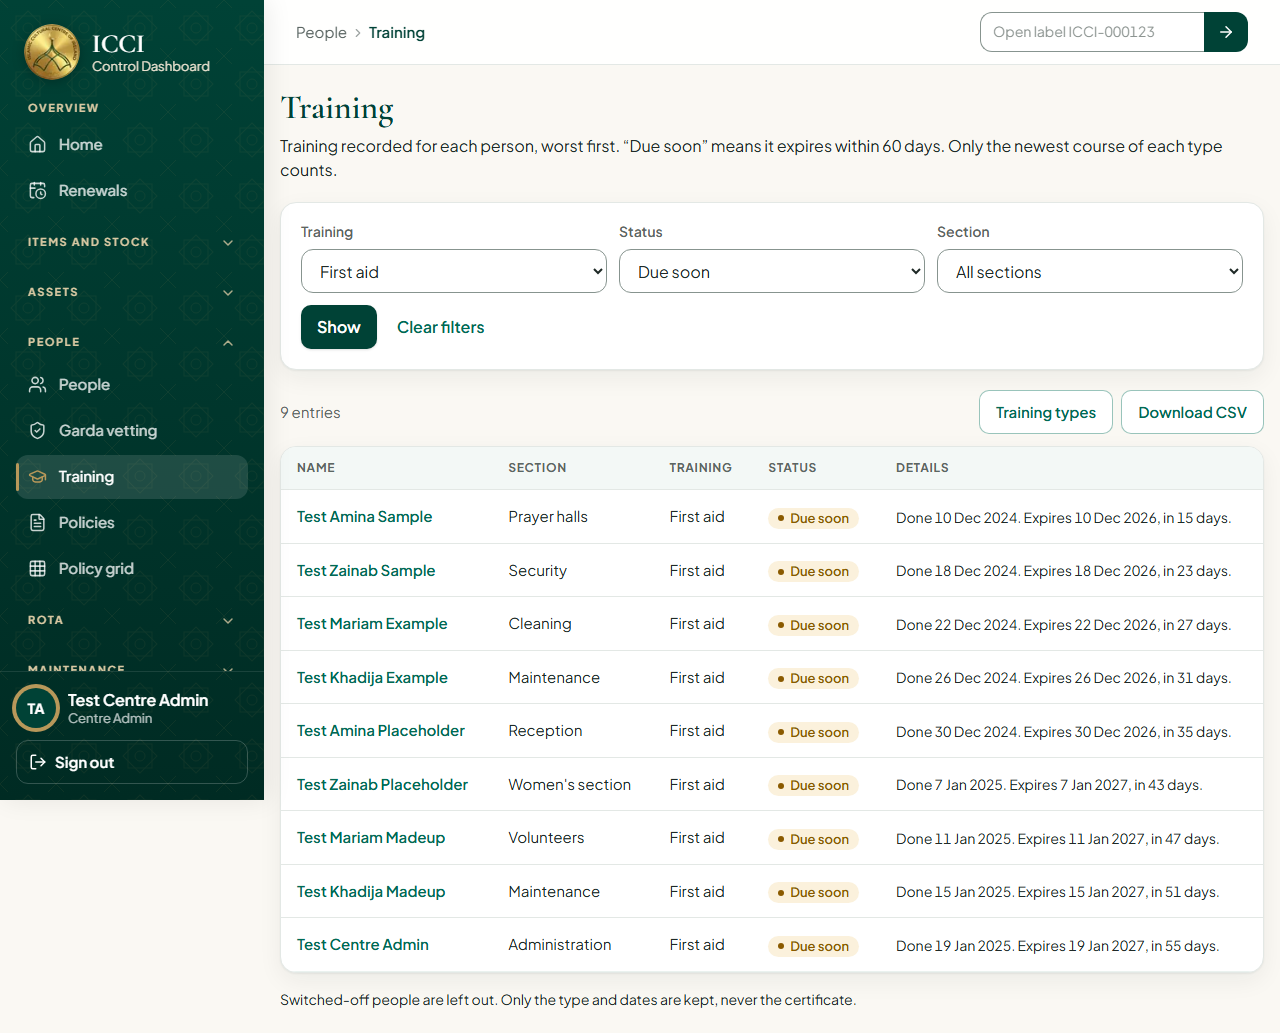 ICCI
Control Dashboard
OVERVIEW
Home
Renewals
ITEMS AND STOCK
ASSETS
PEOPLE
People
Garda vetting
Training
Policies
Policy grid
ROTA
MAINTENANCE
TA
Test Centre Admin
Centre Admin
Sign out
People > Training
Open label ICCI-000123
Training
Training recorded for each person, worst first. “Due soon” means it expires within 60 days. Only the newest course of each type
counts.
Training Status Section
First aid Due soon All sections
Show Clear filters
9 entries Training types Download CSV
NAME SECTION TRAINING STATUS DETAILS
Test Amina Sample Prayer halls First aid Due soon Done 10 Dec 2024. Expires 10 Dec 2026, in 15 days.
Test Zainab Sample Security First aid Due soon Done 18 Dec 2024. Expires 18 Dec 2026, in 23 days.
Test Mariam Example Cleaning First aid Due soon Done 22 Dec 2024. Expires 22 Dec 2026, in 27 days.
Test Khadija Example Maintenance First aid Due soon Done 26 Dec 2024. Expires 26 Dec 2026, in 31 days.
Test Amina Placeholder Reception First aid Due soon Done 30 Dec 2024. Expires 30 Dec 2026, in 35 days.
Test Zainab Placeholder Women's section First aid Due soon Done 7 Jan 2025. Expires 7 Jan 2027, in 43 days.
Test Mariam Madeup Volunteers First aid Due soon Done 11 Jan 2025. Expires 11 Jan 2027, in 47 days.
Test Khadija Madeup Maintenance First aid Due soon Done 15 Jan 2025. Expires 15 Jan 2027, in 51 days.
Test Centre Admin Administration First aid Due soon Done 19 Jan 2025. Expires 19 Jan 2027, in 55 days.
Switched-off people are left out. Only the type and dates are kept, never the certificate.